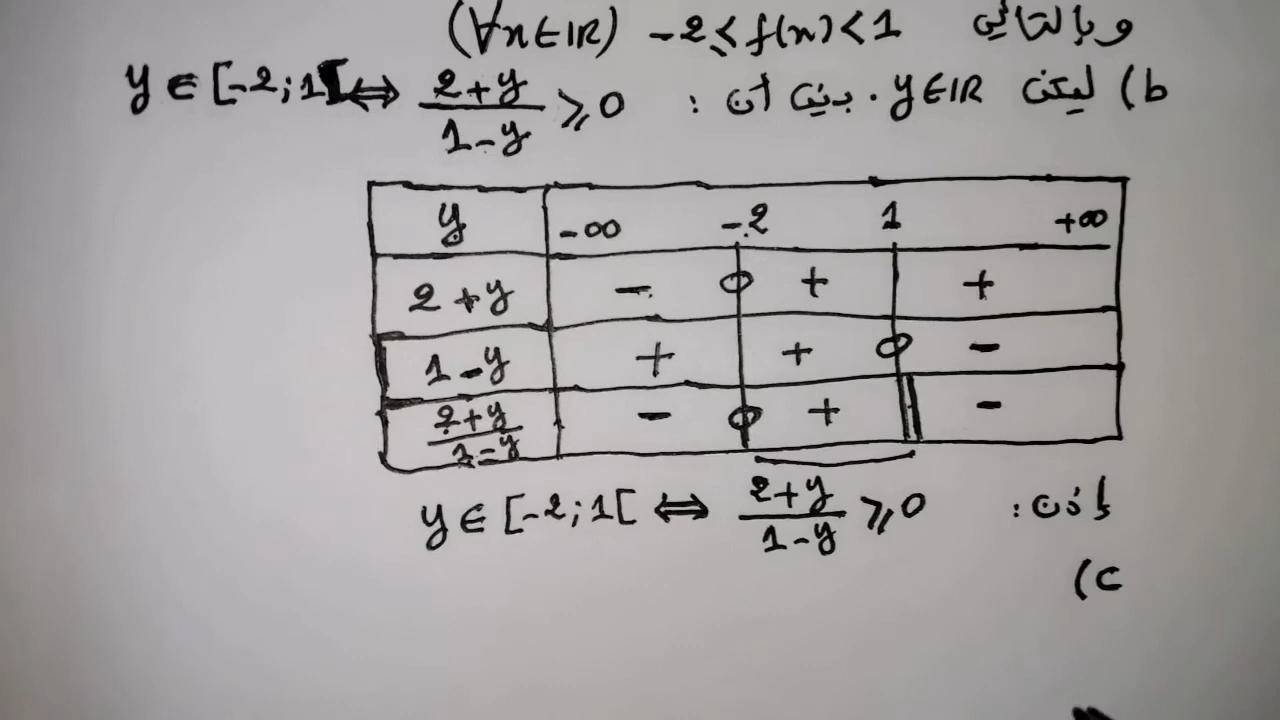 وبالتالي (∀x∈IR) -2⩽f(x)<1
b) ليكن y∈IR. بين أن: y∈[-2;1[⇔ (2+y)/(1-y) ⩾0
y -∞ -2 1 +∞
2+y - 0 + +
1-y + + 0 -
(2+y)/(1-y) - 0 + || -
إذن: y∈[-2;1[ ⇔ (2+y)/(1-y) ⩾0
c)